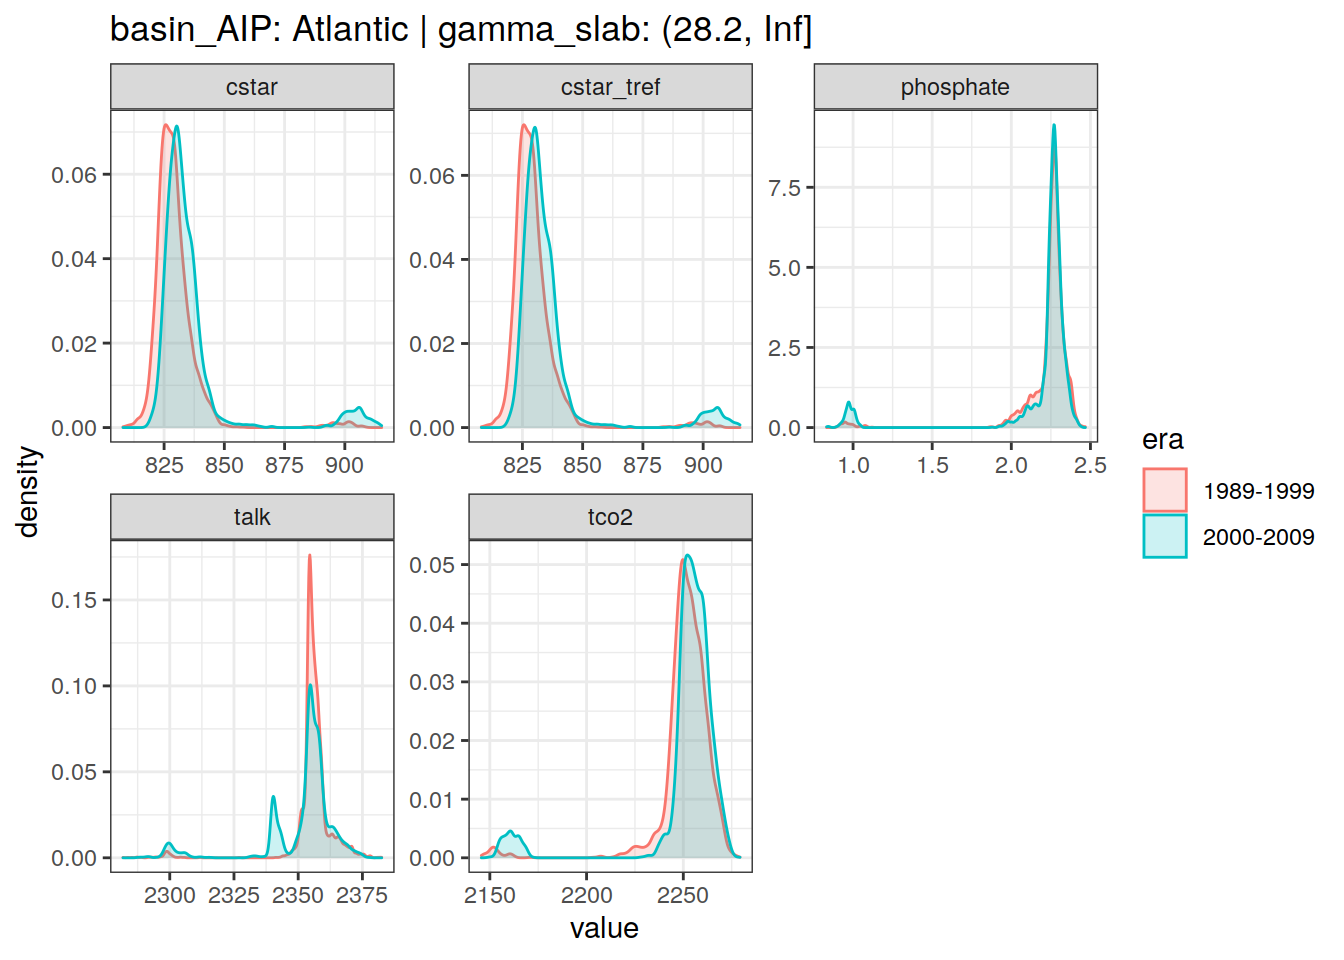 basin_AIP: Atlantic | gamma_slab: (28.2, Inf]
cstar
cstar_tref
phosphate
0.06
0.04
0.02
0.00
825 850 875 900
0.06
0.04
0.02
0.00
825 850 875 900
7.5
5.0
2.5
0.0
1.0 1.5 2.0 2.5
density
talk
tco2
0.15
0.10
0.05
0.00
2300 2325 2350 2375
0.05
0.04
0.03
0.02
0.01
0.00
2150 2200 2250
value
era
1989-1999
2000-2009